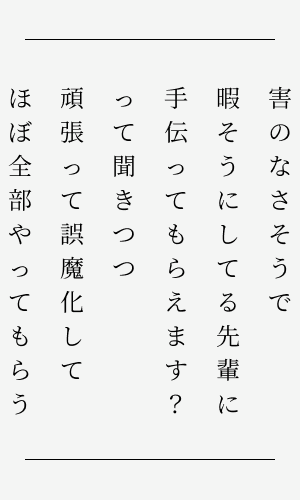 害のなさそうで
暇そうにしてる先輩に
手伝ってもらえます？
って聞きつつ
頑張って誤魔化して
ほぼ全部やってもらう